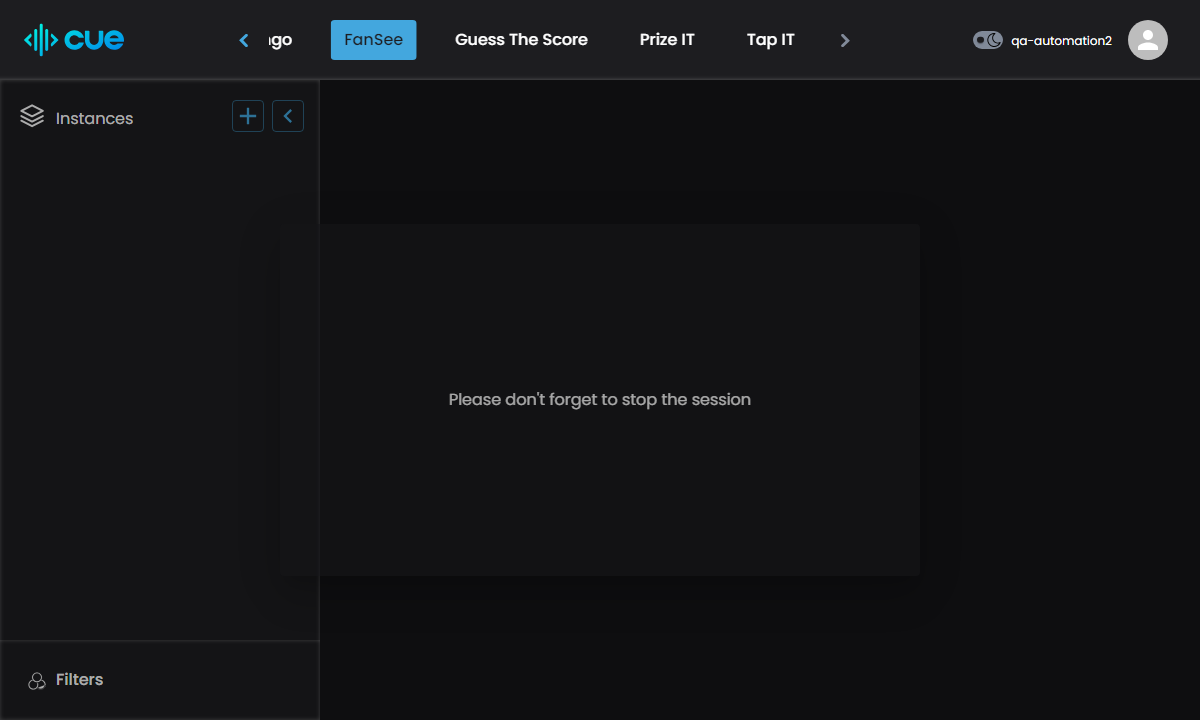 cue
FanSee
Guess The Score
Prize IT
Tap IT
qa-automation2
Instances
Please don't forget to stop the session
Filters